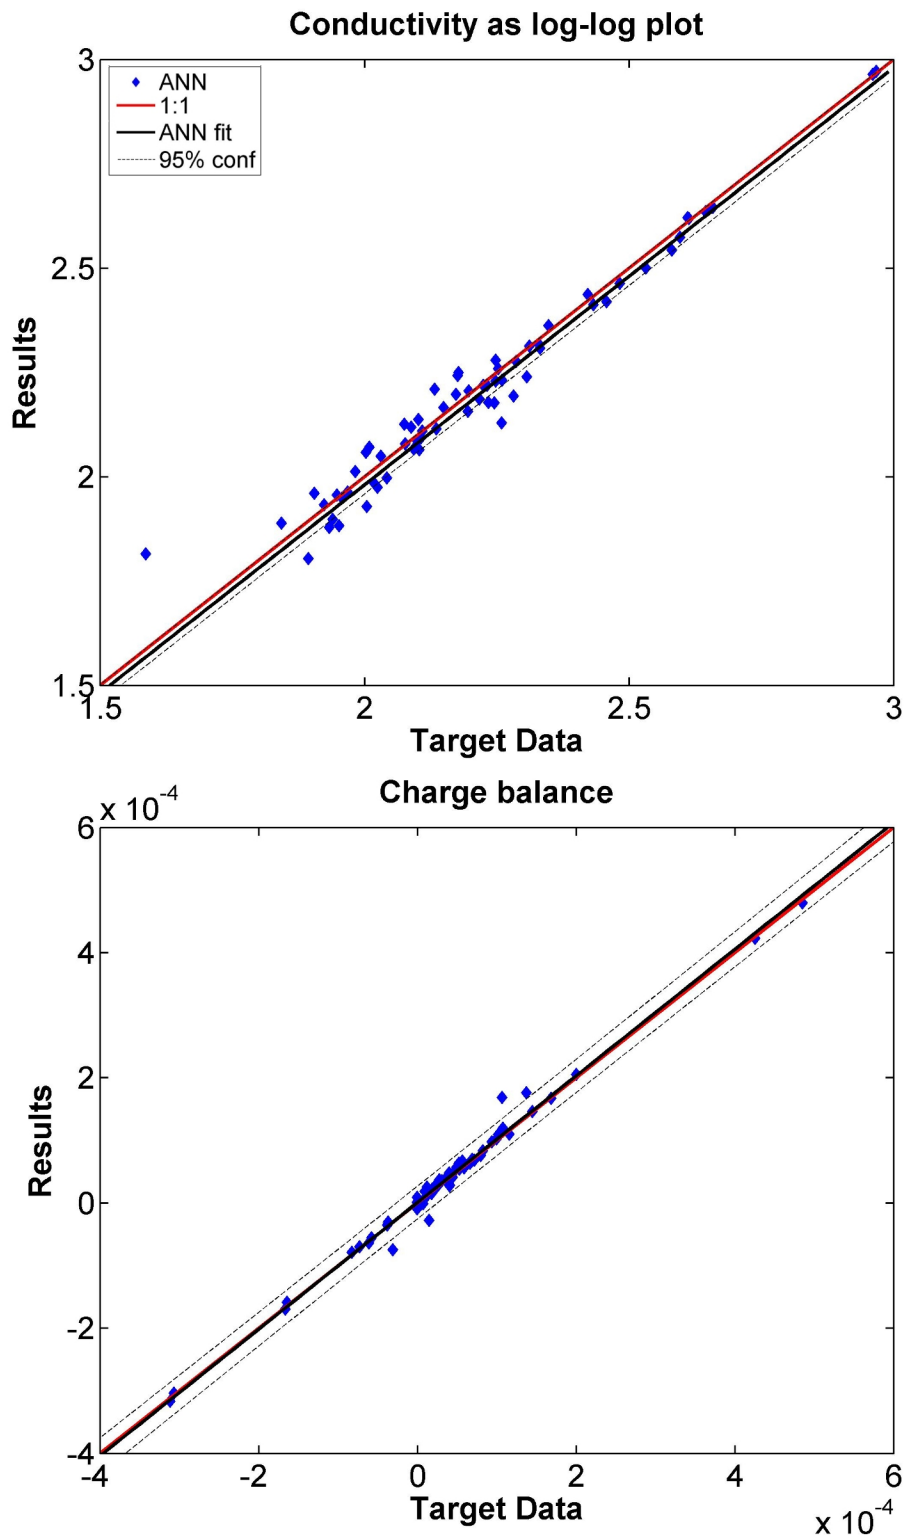 Conductivity as log-log plot
3
ANN
1:1
ANN fit
95% conf
2.5
Results
2
1.5
1.5 2 2.5 3
Target Data
Charge balance
x 10-4
6
4
2
Results
0
-2
-4
-4 -2 0 2 4 6
Target Data
x 10-4